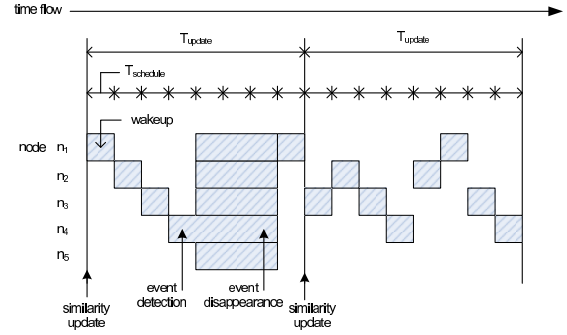 time flow
Tupdate
Tupdate
Tschedule
wakeup
node n1
n2
n3
n4
n5
event
detection
event
disappearance
similarity
update
similarity
update